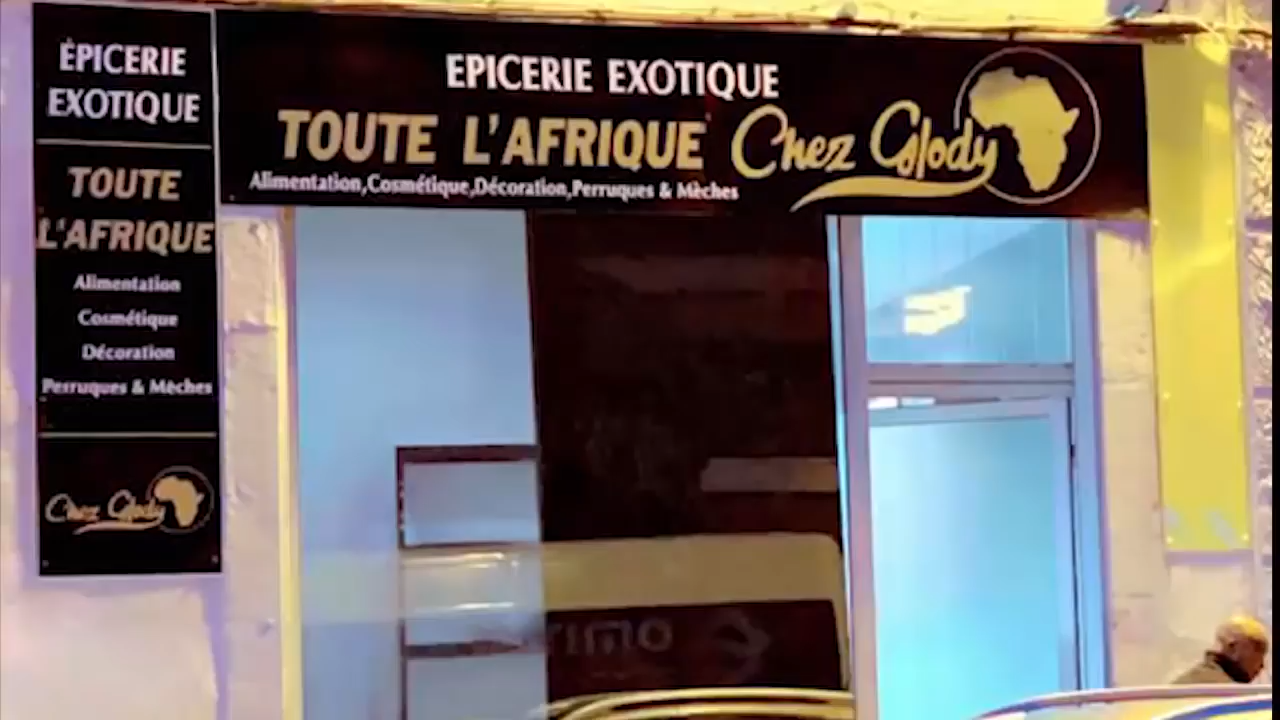 ÉPICERIE
EXOTIQUE
TOUTE
L'AFRIQUE
Alimentation
Cosmétique
Décoration
Perruques & Mèches
Chez Glody
EPICERIE EXOTIQUE
TOUTE L'AFRIQUE Chez Glody
Alimentation,Cosmétique,Décoration,Perruques & Mèches